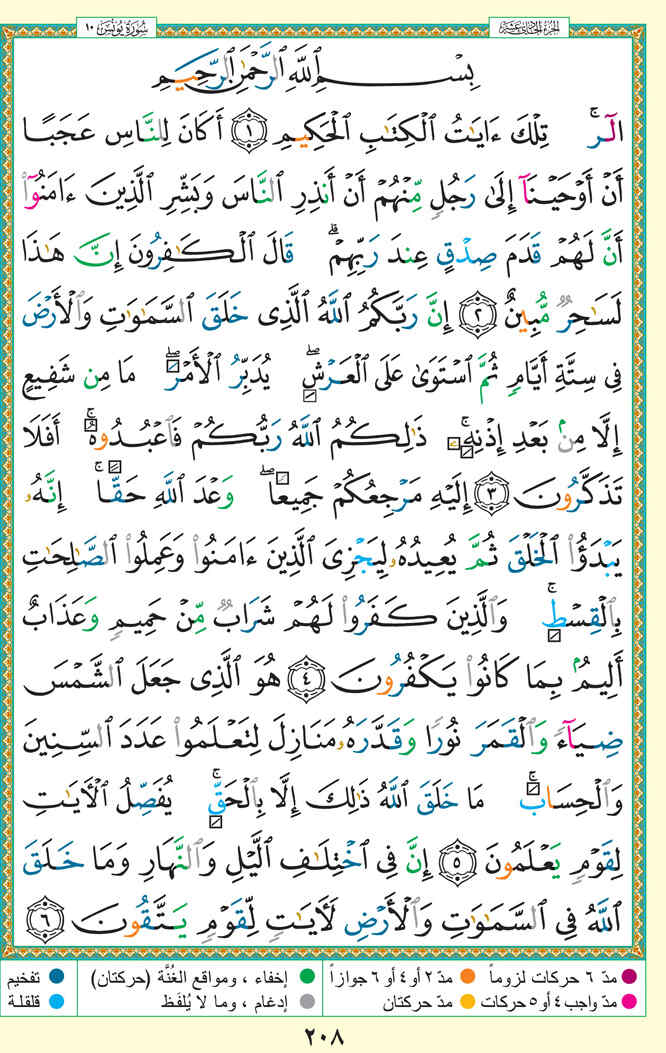 سُورَةُ يُونُسَ ١٠
الجزء الحادي عشر
بِسْمِ ٱللَّهِ ٱلرَّحْمَٰنِ ٱلرَّحِيمِ
الٓر ۚ تِلْكَ ءَايَٰتُ ٱلْكِتَٰبِ ٱلْحَكِيمِ ١ أَكَانَ لِلنَّاسِ عَجَبًا
أَنْ أَوْحَيْنَآ إِلَىٰ رَجُلٍ مِّنْهُمْ أَنْ أَنذِرِ ٱلنَّاسَ وَبَشِّرِ ٱلَّذِينَ ءَامَنُوٓا۟
أَنَّ لَهُمْ قَدَمَ صِدْقٍ عِندَ رَبِّهِمْ ۗ قَالَ ٱلْكَٰفِرُونَ إِنَّ هَٰذَا
لَسَٰحِرٌ مُّبِينٌ ٢ إِنَّ رَبَّكُمُ ٱللَّهُ ٱلَّذِى خَلَقَ ٱلسَّمَٰوَٰتِ وَٱلْأَرْضَ
فِى سِتَّةِ أَيَّامٍ ثُمَّ ٱسْتَوَىٰ عَلَى ٱلْعَرْشِ ۖ يُدَبِّرُ ٱلْأَمْرَ ۖ مَا مِن شَفِيعٍ
إِلَّا مِنۢ بَعْدِ إِذْنِهِۦ ۚ ذَٰلِكُمُ ٱللَّهُ رَبُّكُمْ فَٱعْبُدُوهُ ۚ أَفَلَا
تَذَكَّرُونَ ٣ إِلَيْهِ مَرْجِعُكُمْ جَمِيعًا ۖ وَعْدَ ٱللَّهِ حَقًّا ۚ إِنَّهُۥ
يَبْدَؤُا۟ ٱلْخَلْقَ ثُمَّ يُعِيدُهُۥ لِيَجْزِىَ ٱلَّذِينَ ءَامَنُوا۟ وَعَمِلُوا۟ ٱلصَّٰلِحَٰتِ
بِٱلْقِسْطِ ۚ وَٱلَّذِينَ كَفَرُوا۟ لَهُمْ شَرَابٌ مِّنْ حَمِيمٍ وَعَذَابٌ
أَلِيمٌۢ بِمَا كَانُوا۟ يَكْفُرُونَ ٤ هُوَ ٱلَّذِى جَعَلَ ٱلشَّمْسَ
ضِيَآءً وَٱلْقَمَرَ نُورًا وَقَدَّرَهُۥ مَنَازِلَ لِتَعْلَمُوا۟ عَدَدَ ٱلسِّنِينَ
وَٱلْحِسَابَ ۚ مَا خَلَقَ ٱللَّهُ ذَٰلِكَ إِلَّا بِٱلْحَقِّ ۚ يُفَصِّلُ ٱلْـَٔايَٰتِ
لِقَوْمٍ يَعْلَمُونَ ٥ إِنَّ فِى ٱخْتِلَٰفِ ٱلَّيْلِ وَٱلنَّهَارِ وَمَا خَلَقَ
ٱللَّهُ فِى ٱلسَّمَٰوَٰتِ وَٱلْأَرْضِ لَـَٔايَٰتٍ لِّقَوْمٍ يَتَّقُونَ ٦
مدّ ٦ حركات لزوماً مدّ ٢ أو ٤ أو ٦ جوازاً إخفاء ، ومواقع الغُنَّة (حركتان) تفخيم
مدّ واجب ٤ أو ٥ حركات مدّ حركتان إدغام ، وما لا يُلفَظ قلقلة
٢٠٨